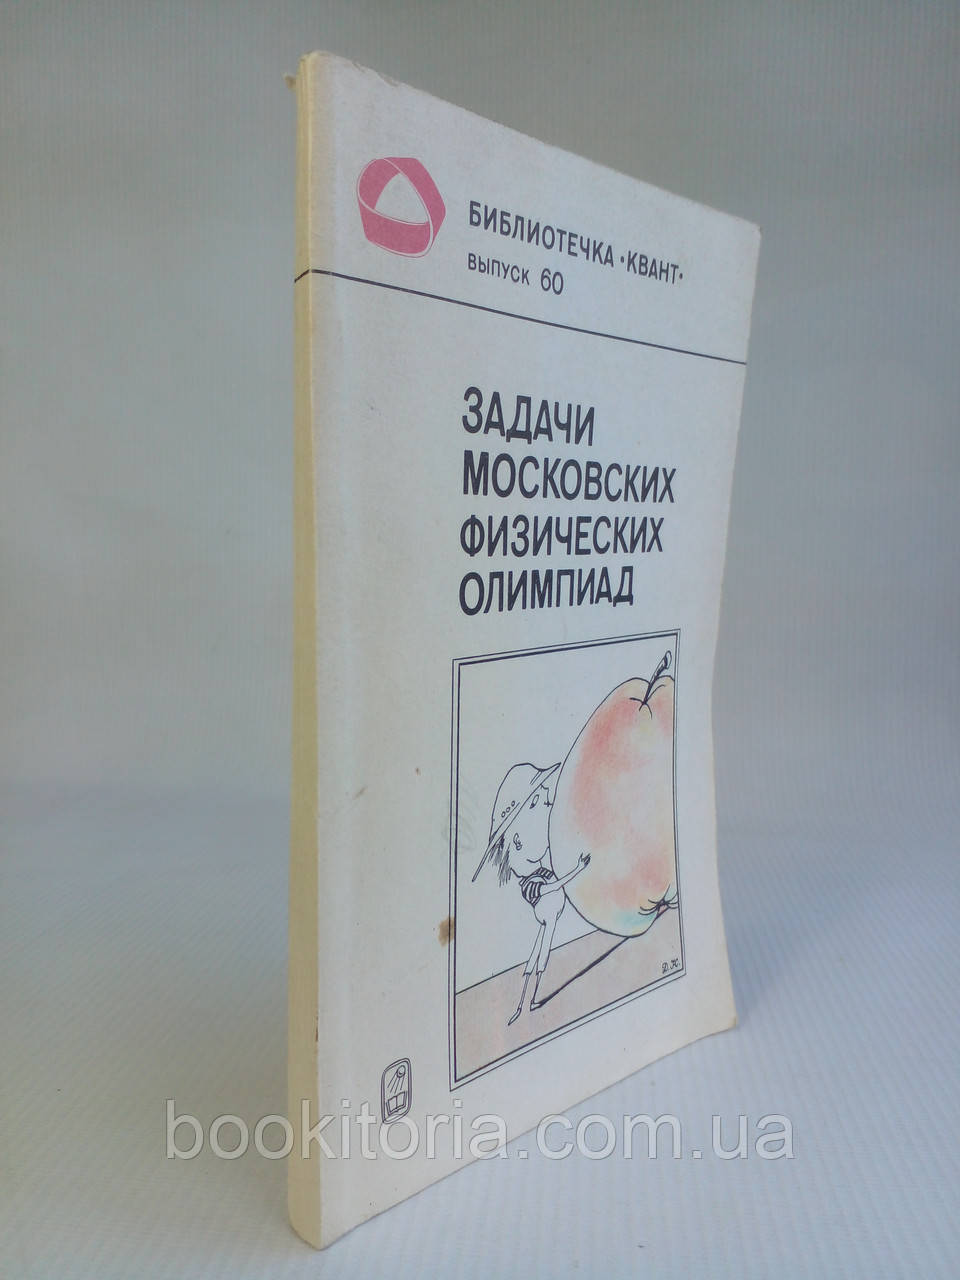 БИБЛИОТЕЧКА •КВАНТ•
ВЫПУСК 60
ЗАДАЧИ
МОСКОВСКИХ
ФИЗИЧЕСКИХ
ОЛИМПИАД
Д. К.
bookitoria.com.ua